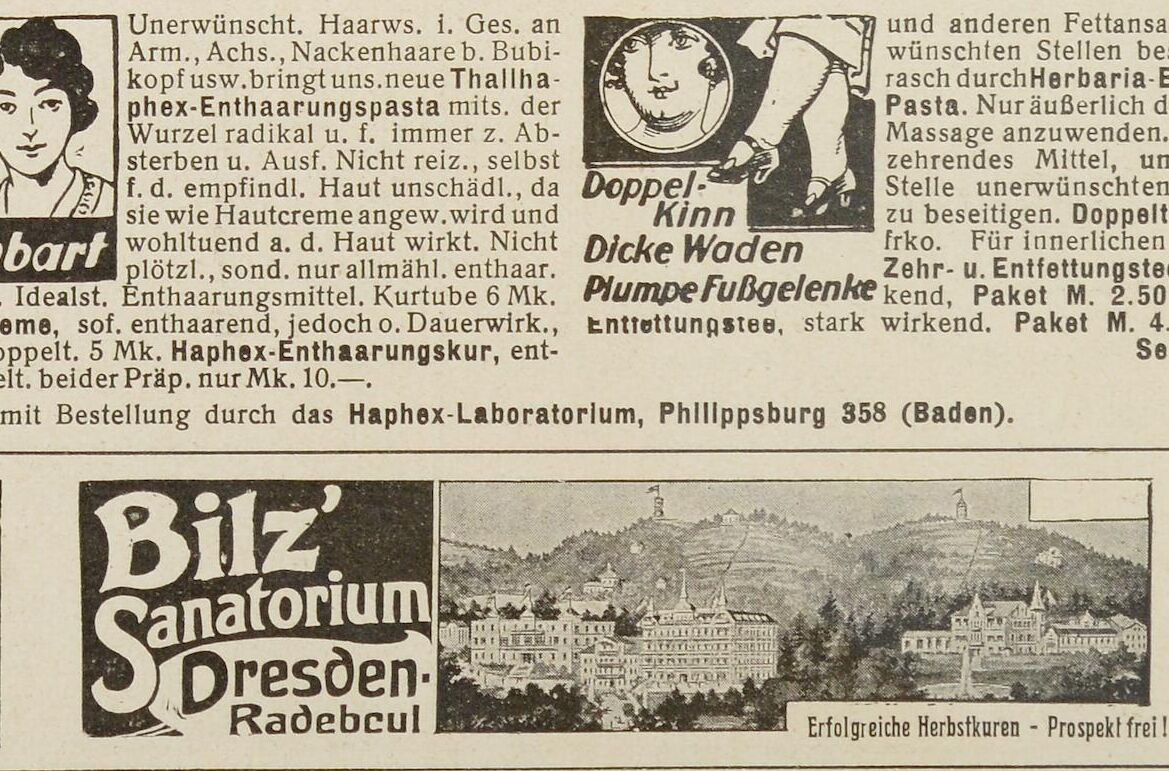 Unerwünscht. Haarws. i. Ges. an
Arm., Achs., Nackenhaare b. Bubi-
kopf usw. bringt uns. neue Thallha-
phex-Enthaarungspasta mits. der
Wurzel radikal u. f. immer z. Ab-
sterben u. Ausf. Nicht reiz., selbst
f. d. empfindl. Haut unschädl., da
sie wie Hautcreme angew. wird und
wohltuend a. d. Haut wirkt. Nicht
plötzl., sond. nur allmähl. enthaar.
bart
. Idealst. Enthaarungsmittel. Kurtube 6 Mk.
eme, sof. enthaarend, jedoch o. Dauerwirk.,
oppelt. 5 Mk. Haphex-Enthaarungskur, ent-
elt. beider Präp. nur Mk. 10.—.
Doppel-
Kinn
Dicke Waden
Plumpe Fußgelenke
und anderen Fettansa
wünschten Stellen be
rasch durch Herbaria-E
Pasta. Nur äußerlich d
Massage anzuwenden.
zehrendes Mittel, un
Stelle unerwünschten
zu beseitigen. Doppelt
frko. Für innerlichen
Zehr- u. Entfettungstee
kend, Paket M. 2.50
Entfettungstee, stark wirkend. Paket M. 4.
Se
mit Bestellung durch das Haphex-Laboratorium, Philippsburg 358 (Baden).
Bilz'
Sanatorium
Dresden-
Radebeul
Erfolgreiche Herbstkuren - Prospekt frei!